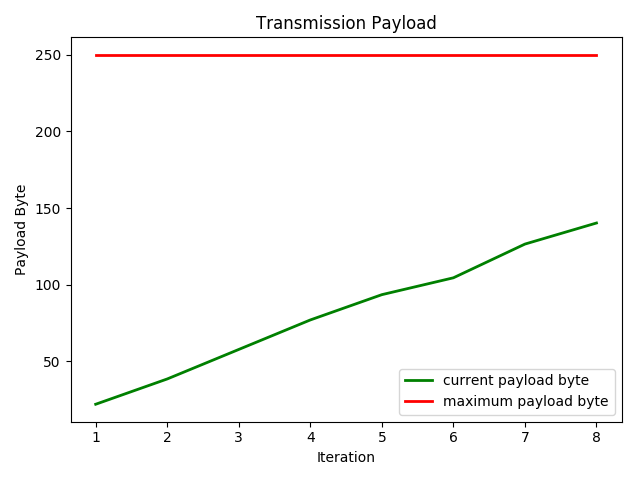 Transmission Payload
250
200
150
100
50
Payload Byte
current payload byte
maximum payload byte
1 2 3 4 5 6 7 8
Iteration